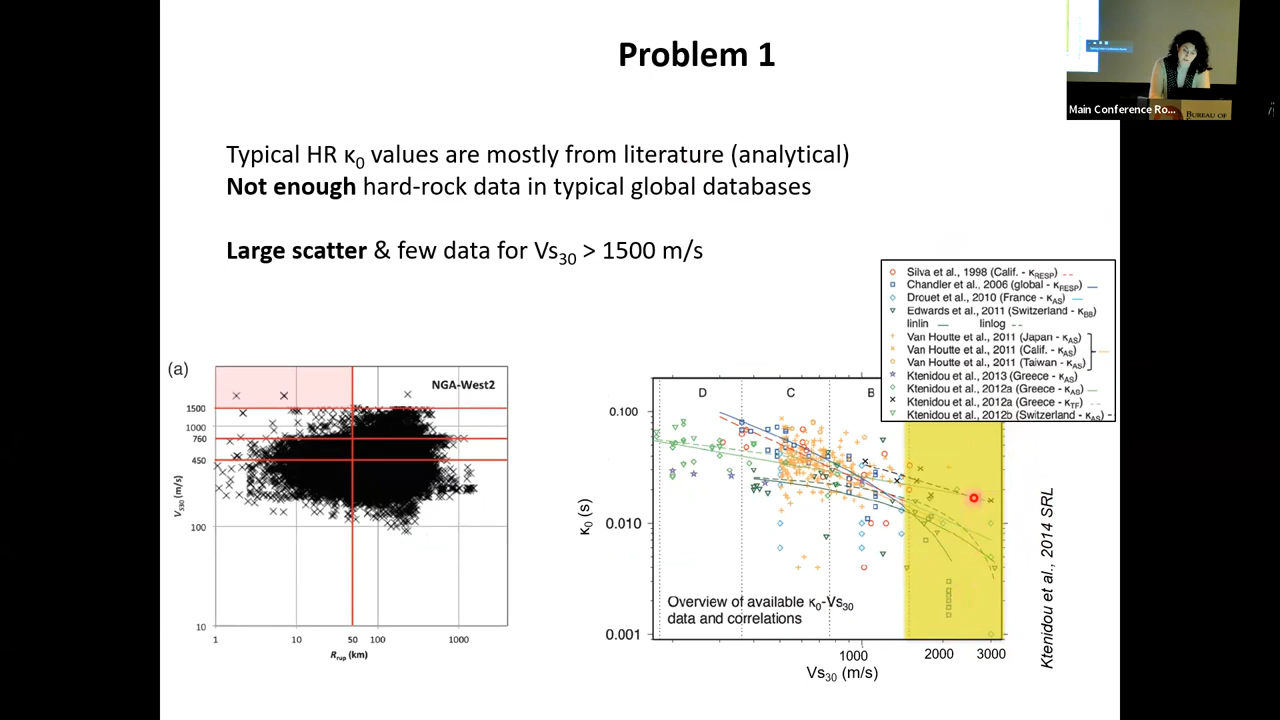 Problem 1
Main Conference Ro...
BUREAU OF
Typical HR κ0 values are mostly from literature (analytical)
Not enough hard-rock data in typical global databases
Large scatter & few data for Vs30 > 1500 m/s
Silva et al., 1998 (Calif. - κRESP)
Chandler et al., 2006 (global - κRESP)
Drouet et al., 2010 (France - κAS)
Edwards et al., 2011 (Switzerland - κBB)
linlin linlog
Van Houtte et al., 2011 (Japan - κAS)
Van Houtte et al., 2011 (Calif. - κAS)
Van Houtte et al., 2011 (Taiwan - κAS)
Ktenidou et al., 2013 (Greece - κAS)
Ktenidou et al., 2012a (Greece - κAS)
Ktenidou et al., 2012a (Greece - κTF)
Ktenidou et al., 2012b (Switzerland - κAS)
(a)
NGA-West2
1500
1000
760
450
100
10
VS30 (m/s)
1 10 50 100 1000
Rrup (km)
D C B
0.100
0.010
0.001
κ0 (s)
Overview of available κ0-Vs30
data and correlations
1000 2000 3000
Vs30 (m/s)
Ktenidou et al., 2014 SRL